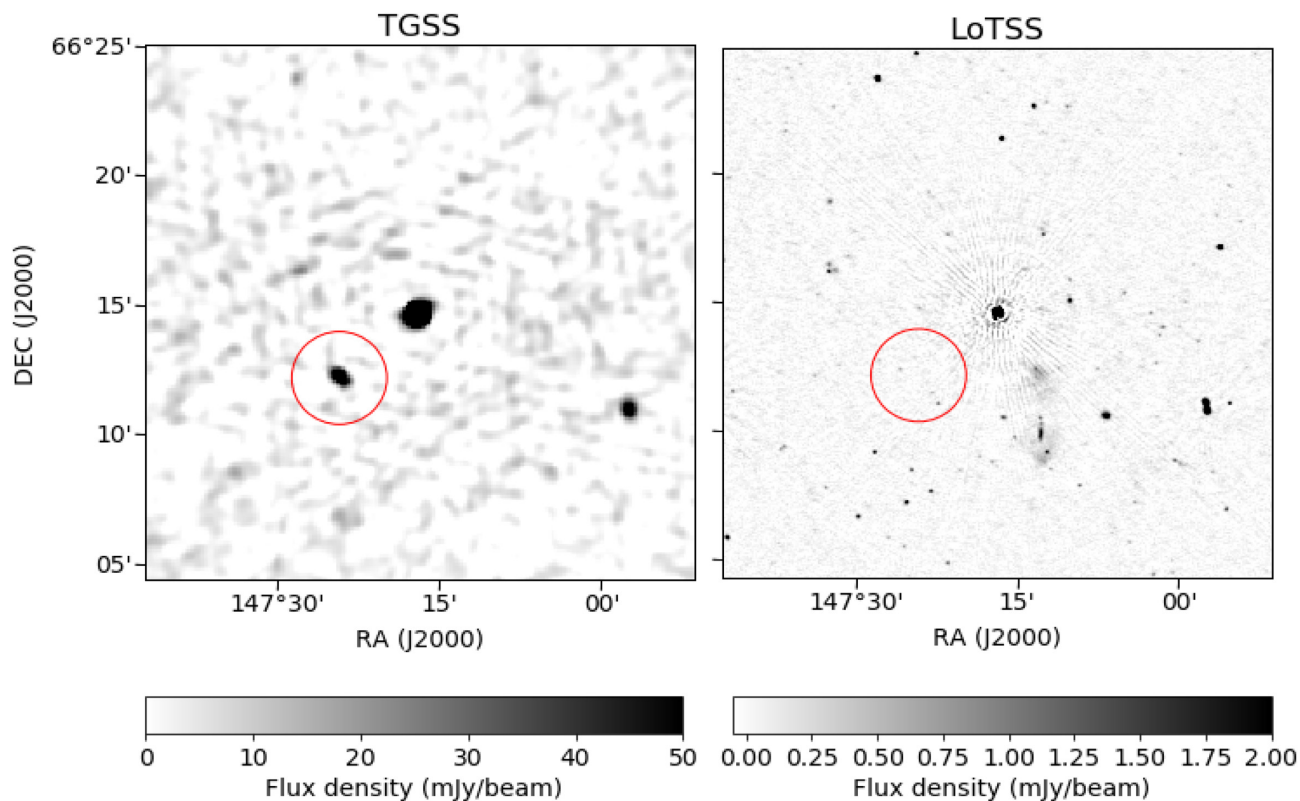 TGSS
LoTSS
66°25'
20'
15'
10'
05'
DEC (J2000)
147°30' 15' 00'
147°30' 15' 00'
RA (J2000)
RA (J2000)
0 10 20 30 40 50
0.00 0.25 0.50 0.75 1.00 1.25 1.50 1.75 2.00
Flux density (mJy/beam)
Flux density (mJy/beam)